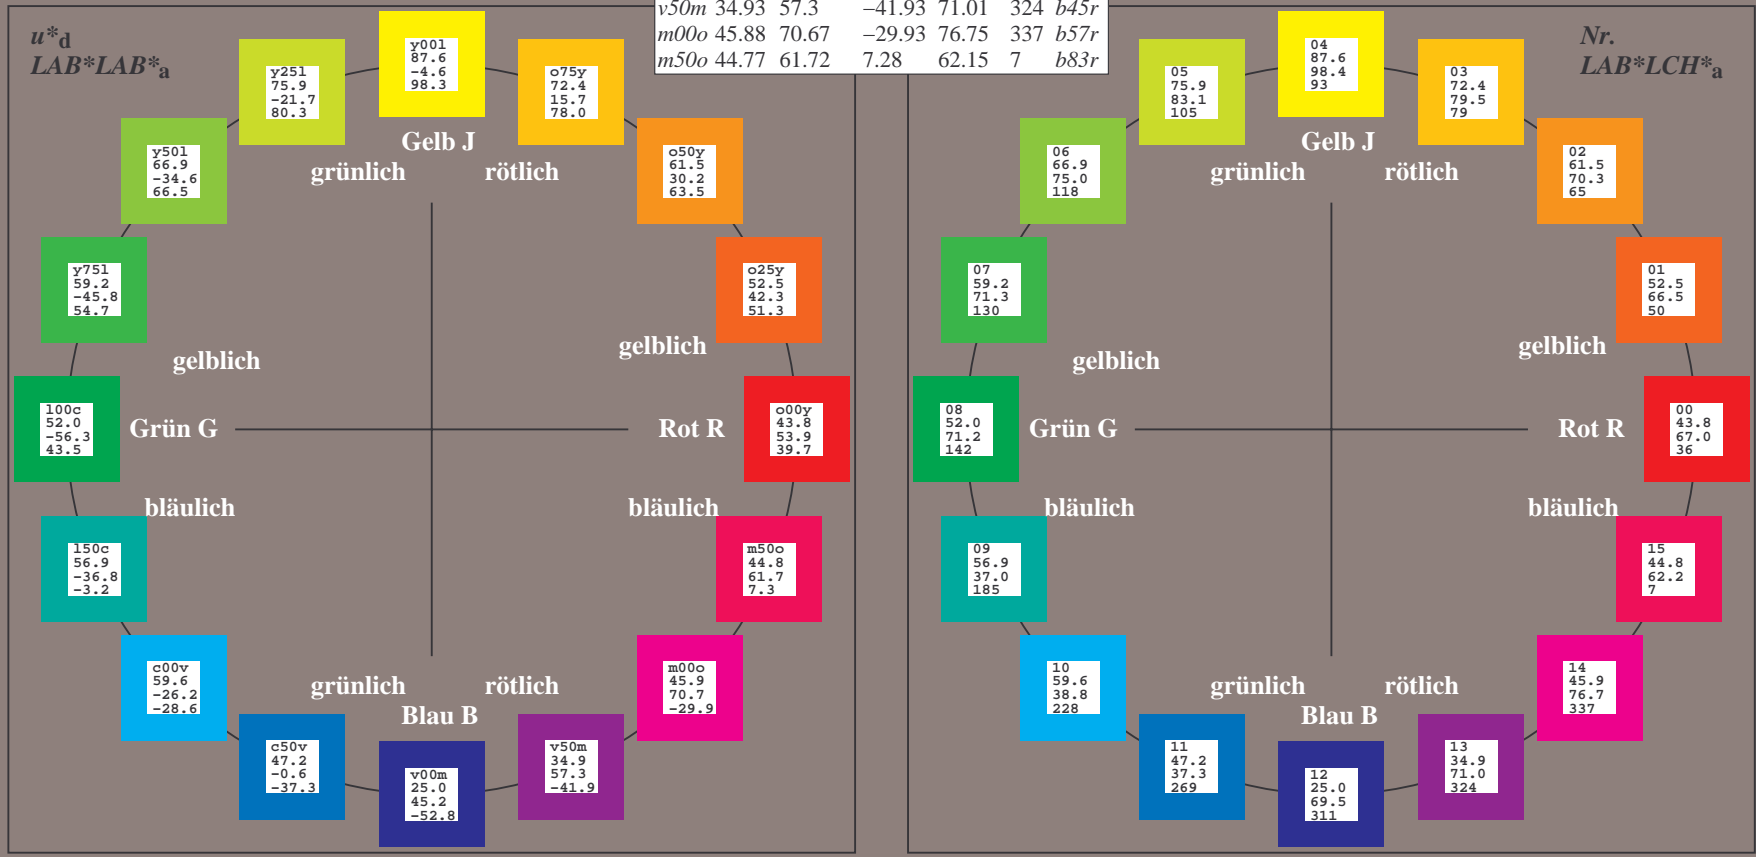 v50m 34.93 57.3 −41.93 71.01 324 b45r
m00o 45.88 70.67 −29.93 76.75 337 b57r
m50o 44.77 61.72 7.28 62.15 7 b83r
u*d
LAB*LAB*a
y00l
87.6
-4.6
98.3
y25l
75.9
-21.7
80.3
o75y
72.4
15.7
78.0
Gelb J
grünlich rötlich
y50l
66.9
-34.6
66.5
o50y
61.5
30.2
63.5
y75l
59.2
-45.8
54.7
o25y
52.5
42.3
51.3
gelblich
gelblich
l00c
52.0
-56.3
43.5
Grün G
Rot R
o00y
43.8
53.9
39.7
bläulich
bläulich
l50c
56.9
-36.8
-3.2
m50o
44.8
61.7
7.3
c00v
59.6
-26.2
-28.6
m00o
45.9
70.7
-29.9
grünlich rötlich
Blau B
c50v
47.2
-0.6
-37.3
v00m
25.0
45.2
-52.8
v50m
34.9
57.3
-41.9
Nr.
LAB*LCH*a
04
87.6
98.4
93
05
75.9
83.1
105
03
72.4
79.5
79
Gelb J
grünlich rötlich
06
66.9
75.0
118
02
61.5
70.3
65
07
59.2
71.3
130
01
52.5
66.5
50
gelblich
gelblich
08
52.0
71.2
142
Grün G
Rot R
00
43.8
67.0
36
bläulich
bläulich
09
56.9
37.0
185
15
44.8
62.2
7
10
59.6
38.8
228
14
45.9
76.7
337
grünlich rötlich
Blau B
11
47.2
37.3
269
12
25.0
69.5
311
13
34.9
71.0
324